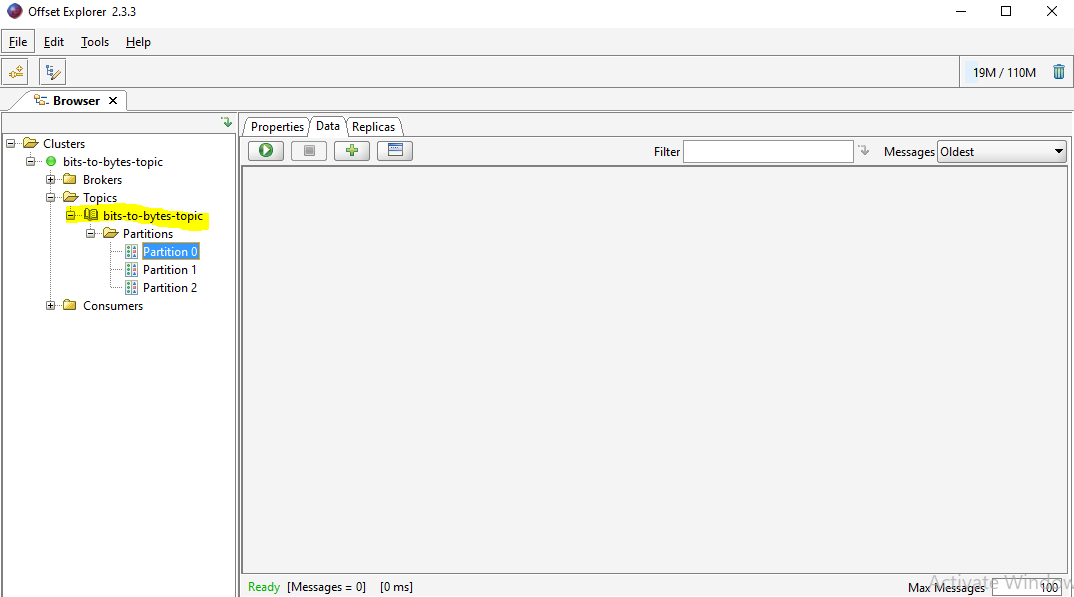 Offset Explorer 2.3.3
File Edit Tools Help
19M / 110M
Browser
Clusters
bits-to-bytes-topic
Brokers
Topics
bits-to-bytes-topic
Partitions
Partition 0
Partition 1
Partition 2
Consumers
Properties Data Replicas
Filter Messages Oldest
Ready [Messages = 0] [0 ms]
Max Messages 100
Activate Window